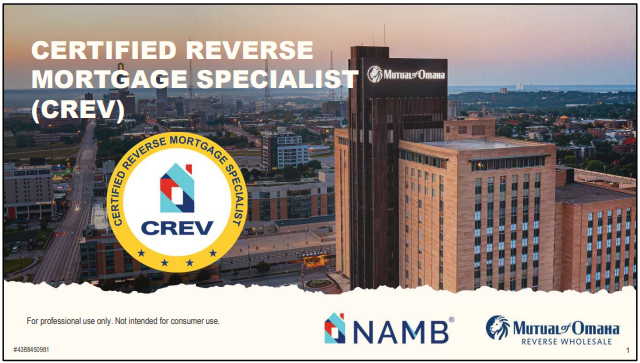 CERTIFIED REVERSE
MORTGAGE SPECIALIST
(CREV)
Mutual of Omaha
CERTIFIED REVERSE MORTGAGE SPECIALIST
CREV
For professional use only. Not intended for consumer use.
NAMB®
Mutual of Omaha
REVERSE WHOLESALE
#4388450981
1